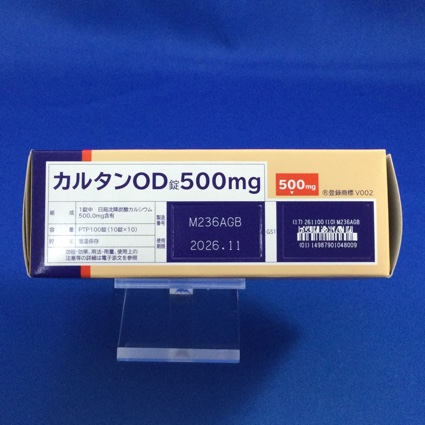 カルタンOD錠500mg
500mg
®登録商標 V002
組成 1錠中 日局沈降炭酸カルシウム
500.0mg含有
包装 PTP100錠(10錠×10)
貯法 室温保存
効能・効果、用法・用量、使用上の
注意等の詳細は電子添文を参照
製造番号 M236AGB
使用期限 2026.11
GS1
(17) 261100 (10) M236AGB
(01) 14987901048009